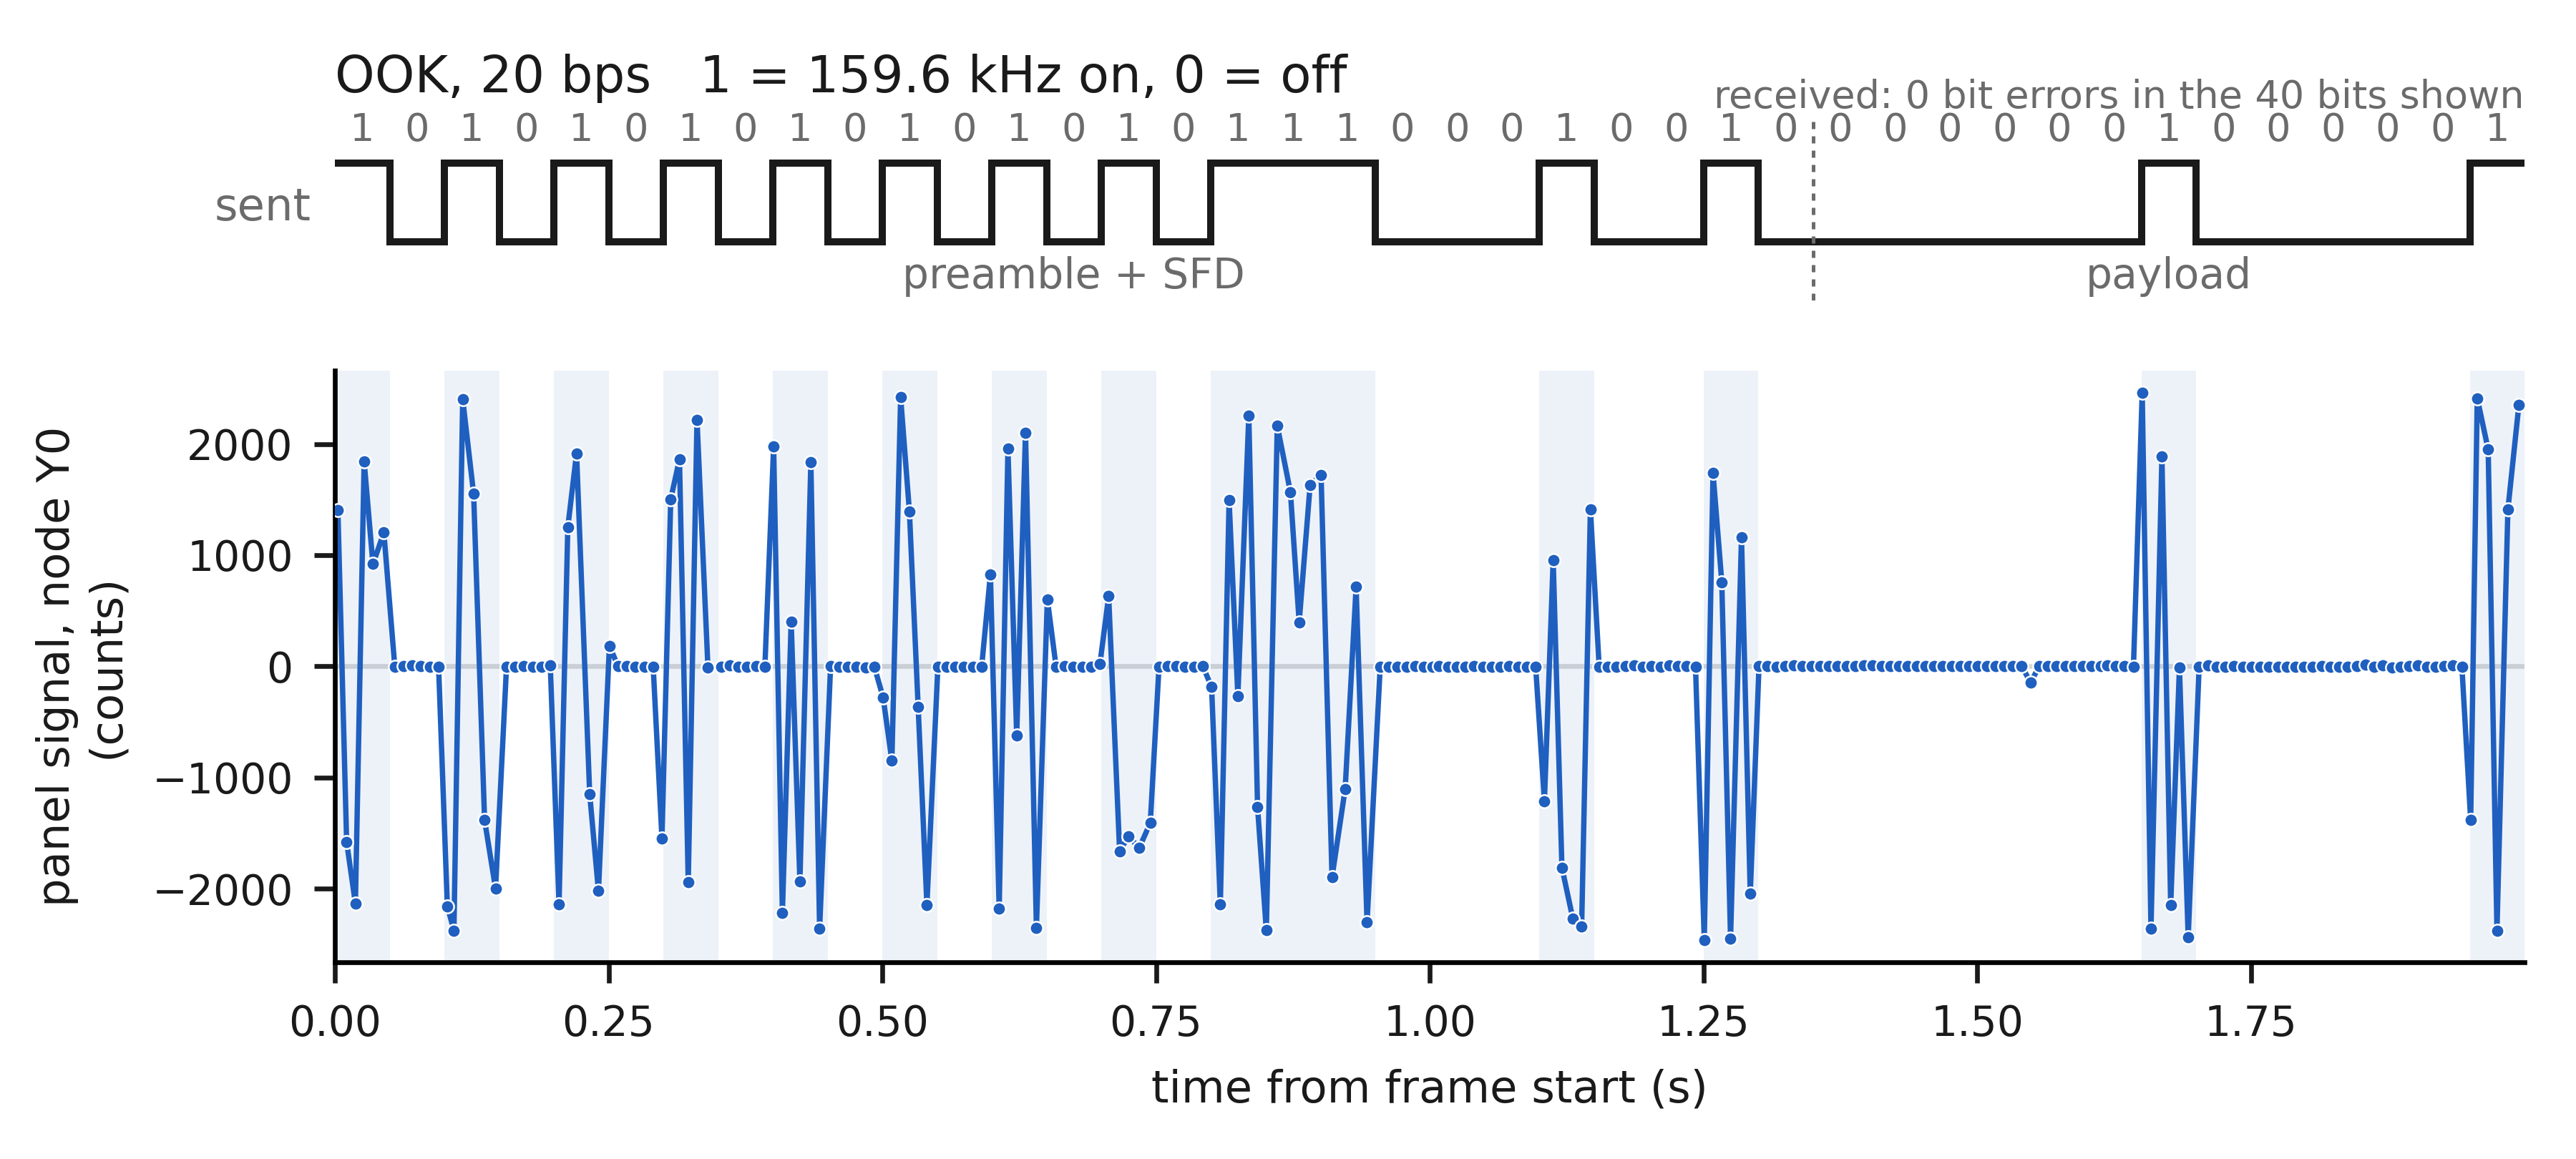 OOK, 20 bps   1 = 159.6 kHz on, 0 = off
received: 0 bit errors in the 40 bits shown
1 0 1 0 1 0 1 0 1 0 1 0 1 0 1 0 1 1 1 0 0 0 1 0 0 1 0 0 0 0 0 0 0 1 0 0 0 0 0 1
sent
preamble + SFD
payload
panel signal, node Y0
(counts)
2000
1000
0
−1000
−2000
0.00 0.25 0.50 0.75 1.00 1.25 1.50 1.75
time from frame start (s)